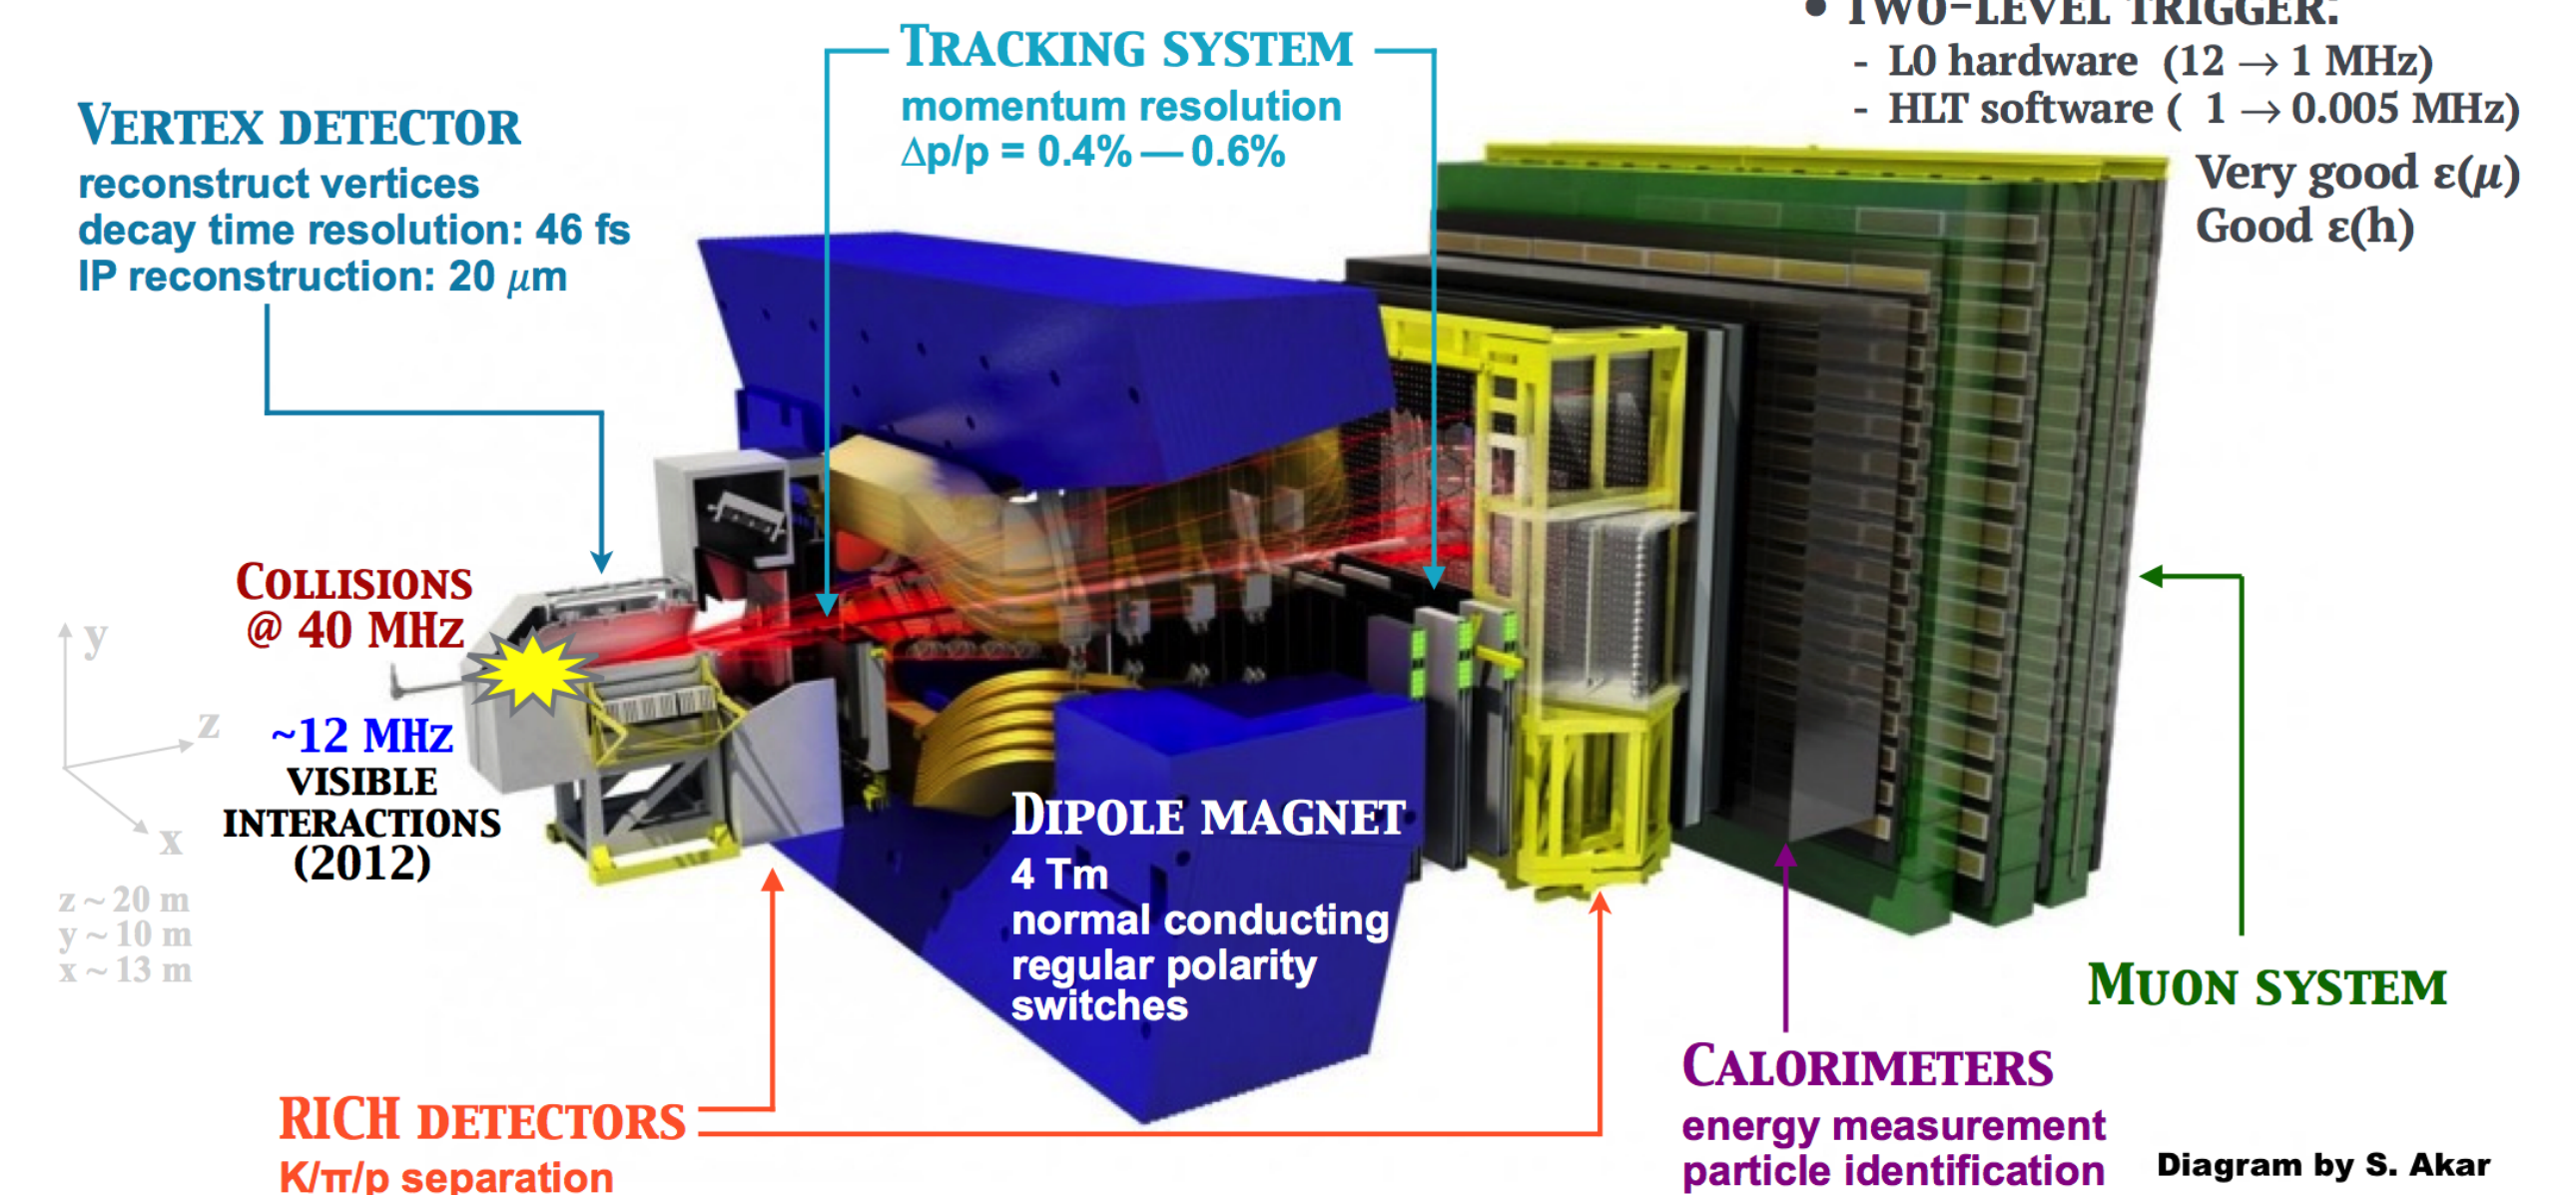 • TWO-LEVEL TRIGGER:
- L0 hardware (12 → 1 MHz)
- HLT software ( 1 → 0.005 MHz)
Very good ε(μ)
Good ε(h)
TRACKING SYSTEM
momentum resolution
Δp/p = 0.4% — 0.6%
VERTEX DETECTOR
reconstruct vertices
decay time resolution: 46 fs
IP reconstruction: 20 μm
COLLISIONS
@ 40 MHZ
~12 MHZ
VISIBLE
INTERACTIONS
(2012)
y
z
x
z ~ 20 m
y ~ 10 m
x ~ 13 m
DIPOLE MAGNET
4 Tm
normal conducting
regular polarity
switches
MUON SYSTEM
CALORIMETERS
energy measurement
particle identification
RICH DETECTORS
K/π/p separation
Diagram by S. Akar